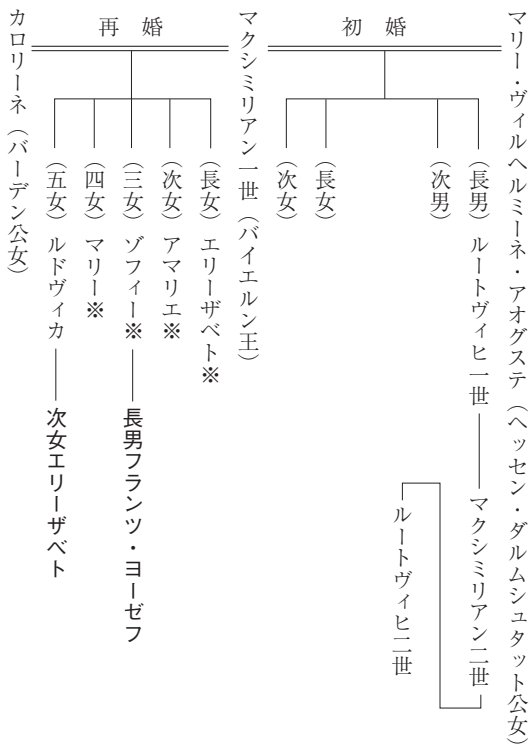 マリー・ヴィルヘルミーネ・アオグステ（ヘッセン・ダルムシュタット公女）
初婚
（長男）ルートヴィヒ一世
マクシミリアン二世
ルートヴィヒ二世
（次男）
（長女）
（次女）
マクシミリアン一世（バイエルン王）
再婚
（長女）エリーザベト※
（次女）アマリエ※
（三女）ゾフィー※
長男フランツ・ヨーゼフ
（四女）マリー※
（五女）ルドヴィカ
次女エリーザベト
カロリーネ（バーデン公女）